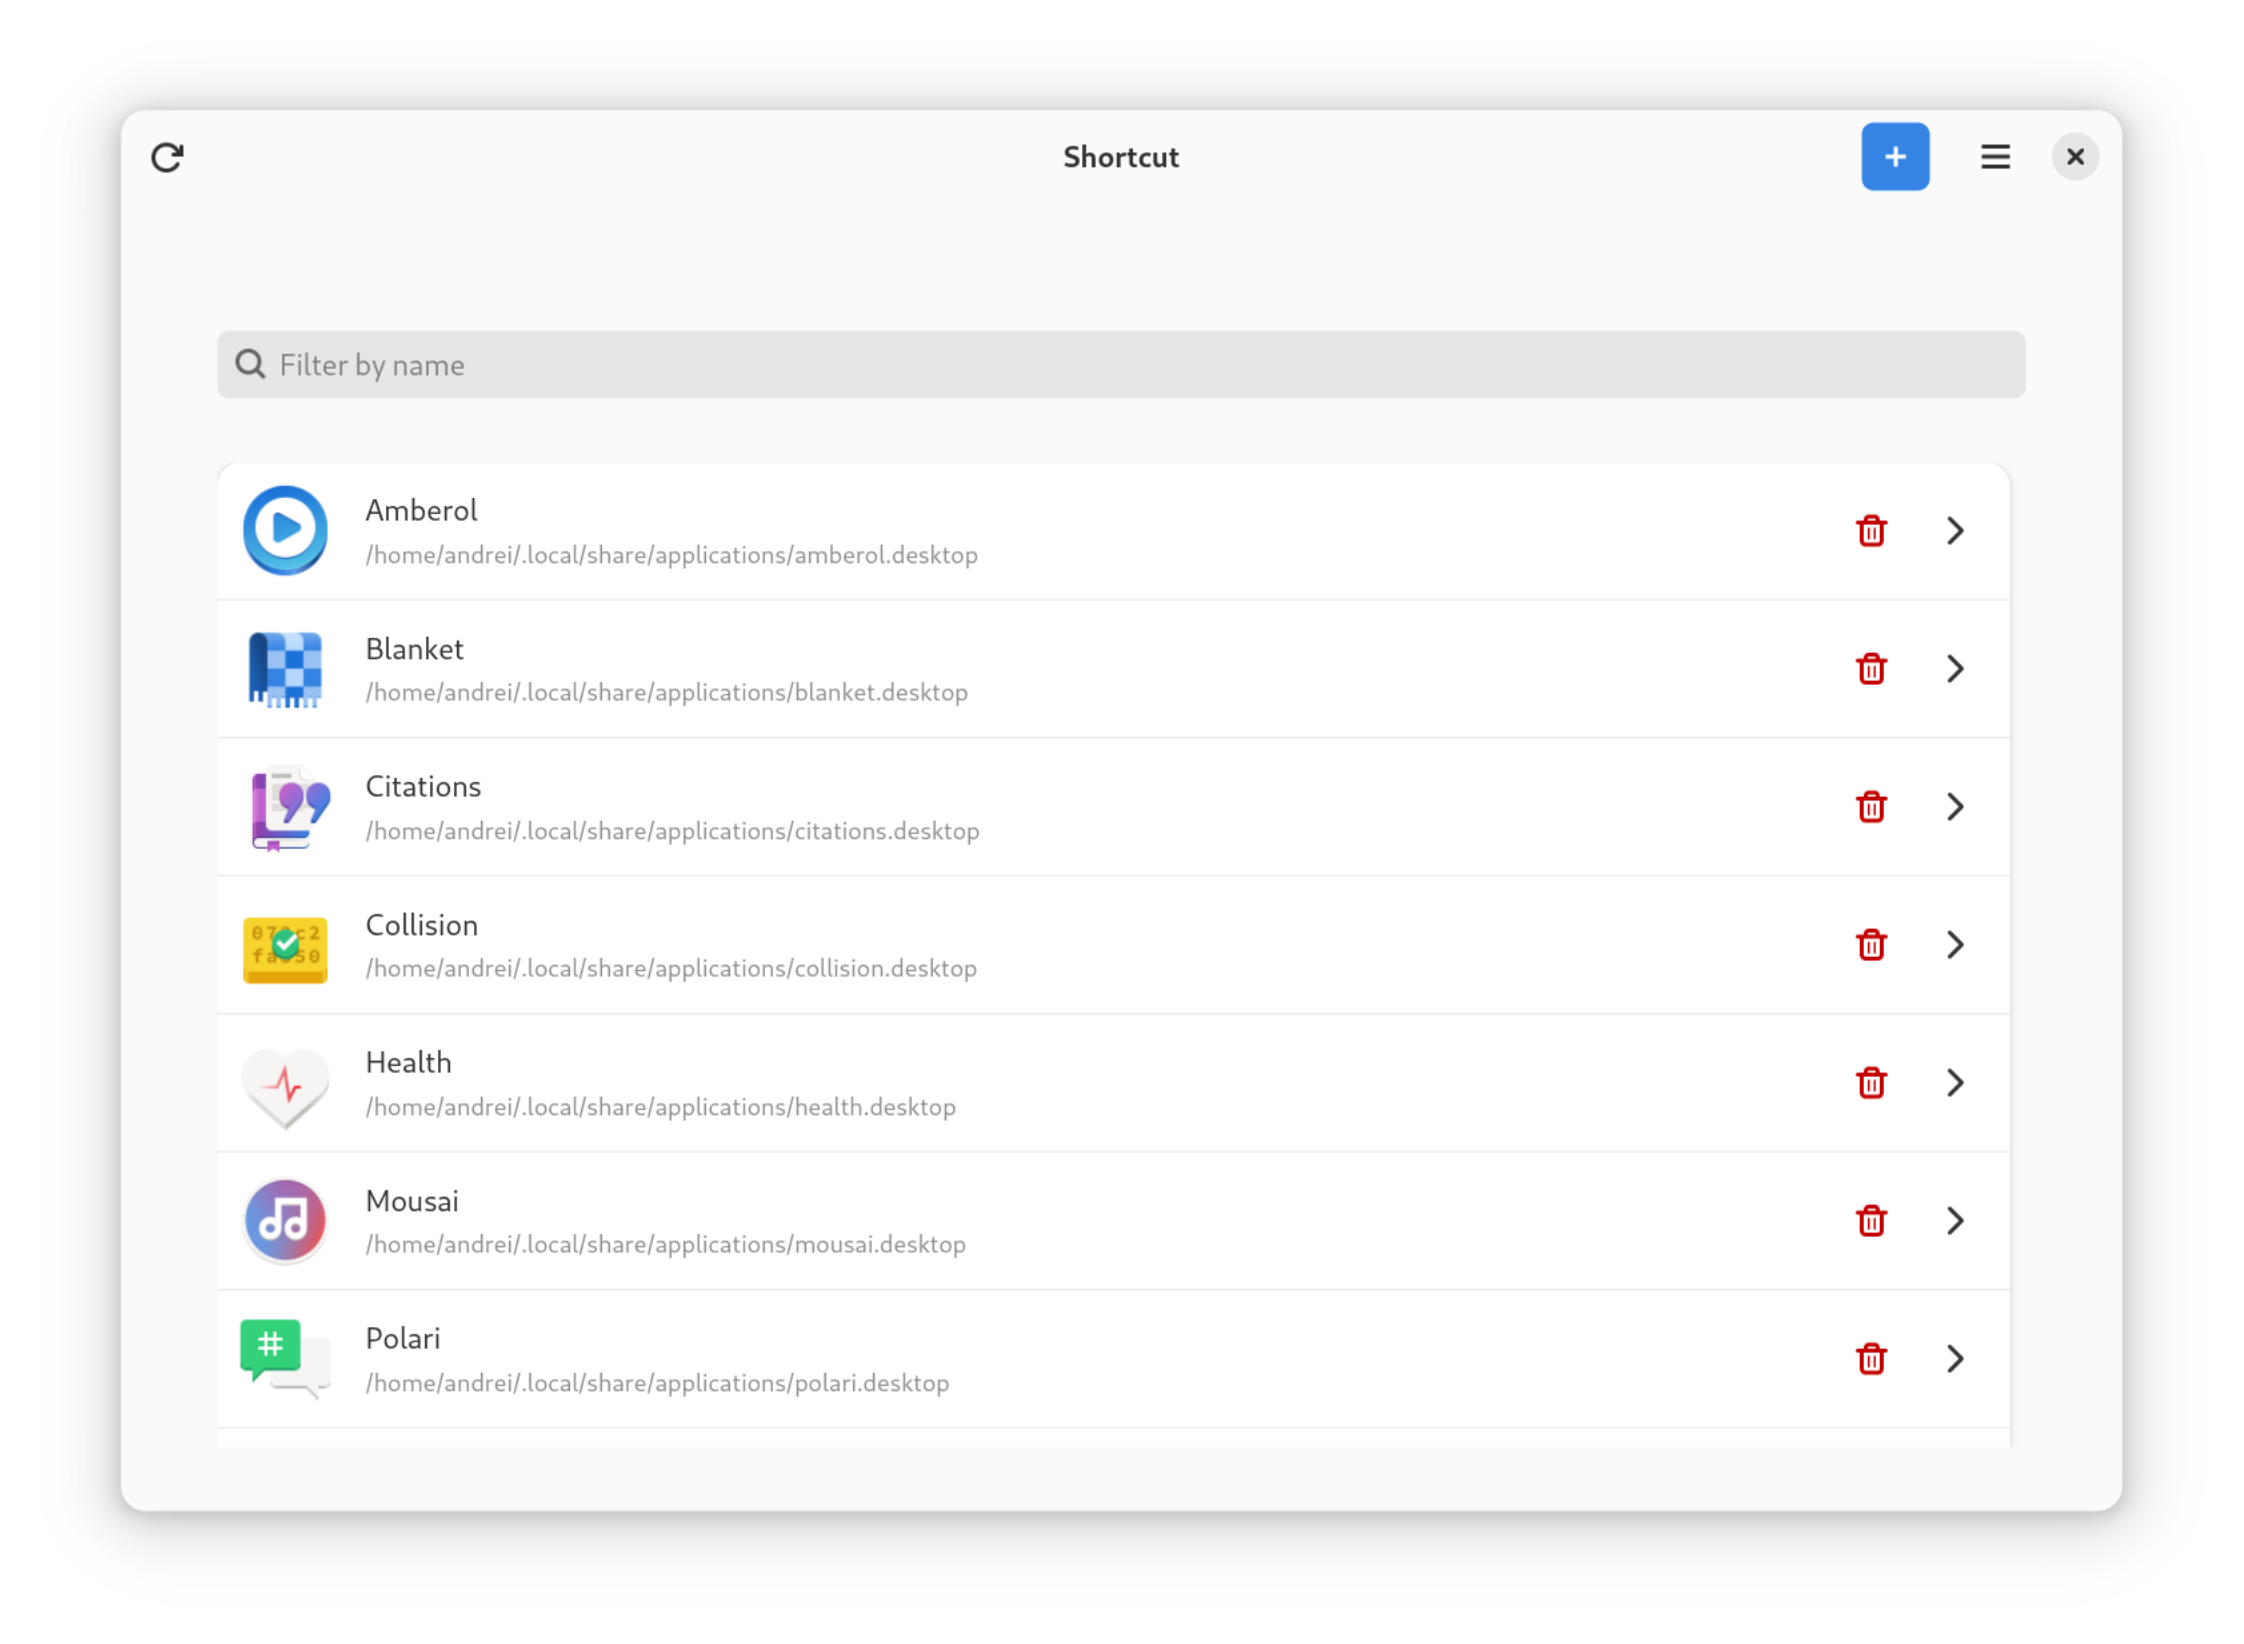 Shortcut
Filter by name
Amberol
/home/andrei/.local/share/applications/amberol.desktop
Blanket
/home/andrei/.local/share/applications/blanket.desktop
Citations
/home/andrei/.local/share/applications/citations.desktop
Collision
/home/andrei/.local/share/applications/collision.desktop
Health
/home/andrei/.local/share/applications/health.desktop
Mousai
/home/andrei/.local/share/applications/mousai.desktop
#
Polari
/home/andrei/.local/share/applications/polari.desktop